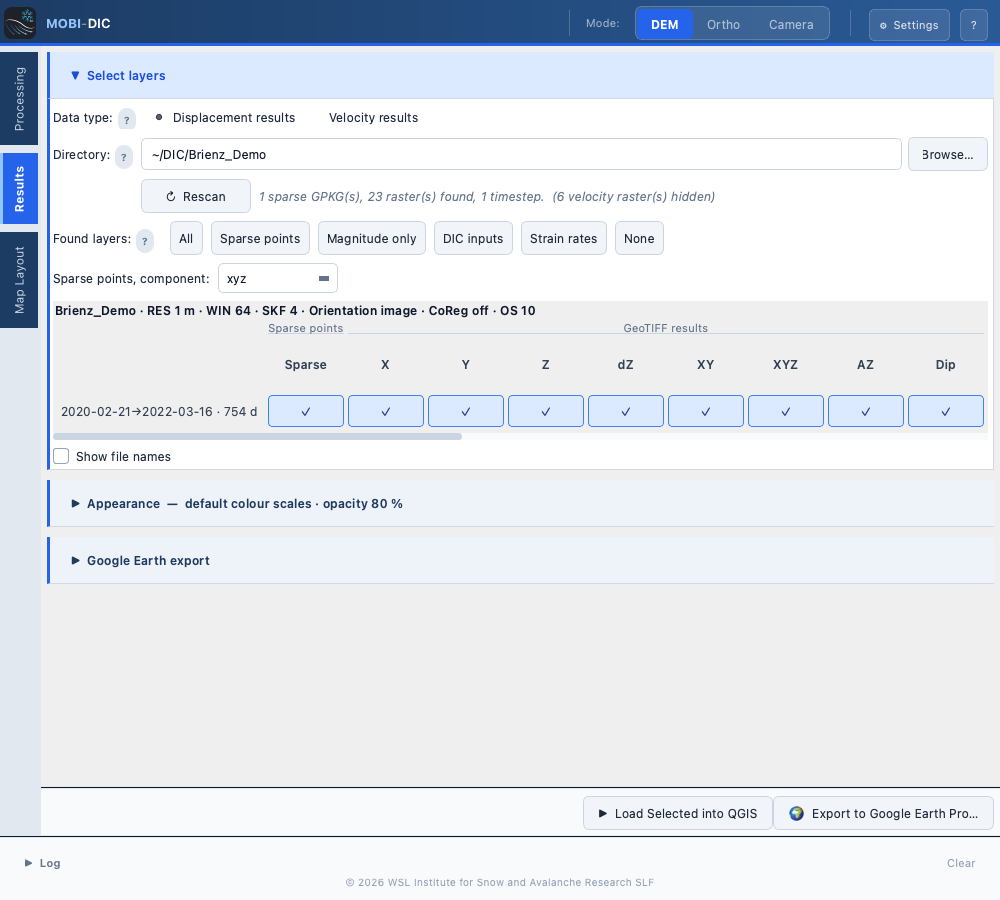 MOBI-DIC
Mode: DEM Ortho Camera Settings ?
Processing
Results
Map Layout
▼ Select layers
Data type: ? Displacement results Velocity results
Directory: ? ~/DIC/Brienz_Demo Browse...
↻ Rescan 1 sparse GPKG(s), 23 raster(s) found, 1 timestep. (6 velocity raster(s) hidden)
Found layers: ? All Sparse points Magnitude only DIC inputs Strain rates None
Sparse points, component: xyz
Brienz_Demo · RES 1 m · WIN 64 · SKF 4 · Orientation image · CoReg off · OS 10
Sparse points GeoTIFF results
Sparse X Y Z dZ XY XYZ AZ Dip
2020-02-21→2022-03-16 · 754 d ✓ ✓ ✓ ✓ ✓ ✓ ✓ ✓ ✓
Show file names
▶ Appearance — default colour scales · opacity 80 %
▶ Google Earth export
▶ Load Selected into QGIS Export to Google Earth Pro...
▶ Log Clear
© 2026 WSL Institute for Snow and Avalanche Research SLF